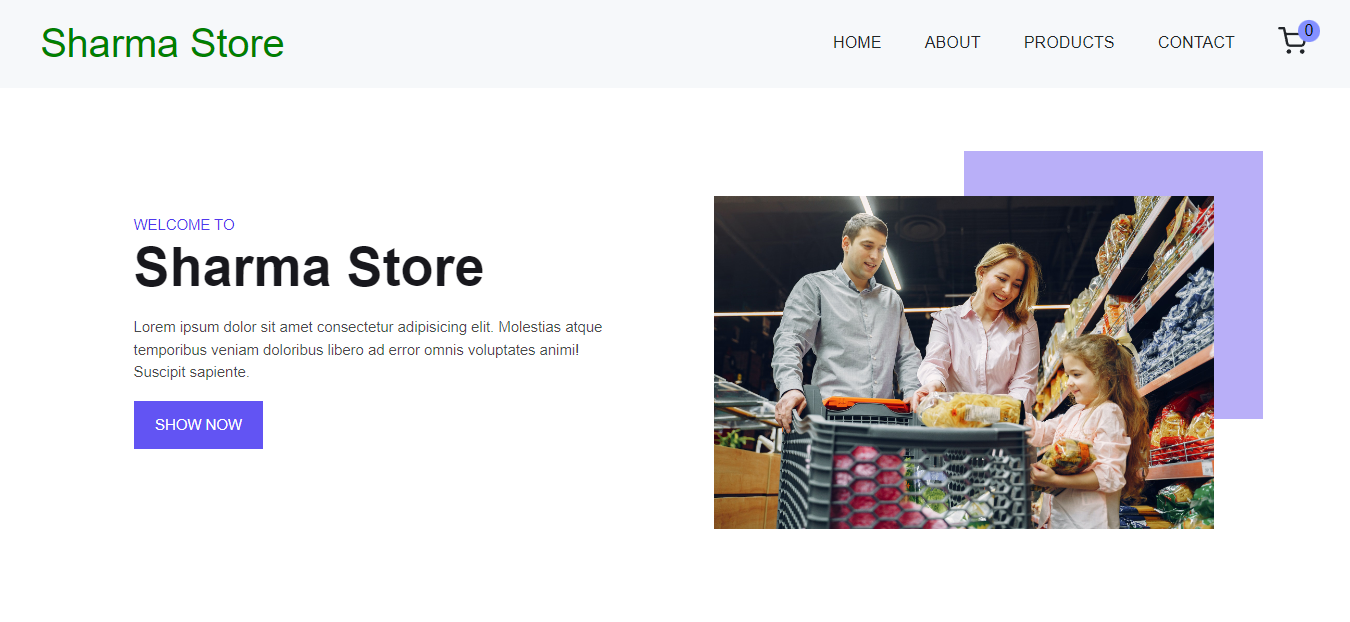 Sharma Store
HOME ABOUT PRODUCTS CONTACT 0
WELCOME TO
Sharma Store
Lorem ipsum dolor sit amet consectetur adipisicing elit. Molestias atque
temporibus veniam doloribus libero ad error omnis voluptates animi!
Suscipit sapiente.
SHOW NOW